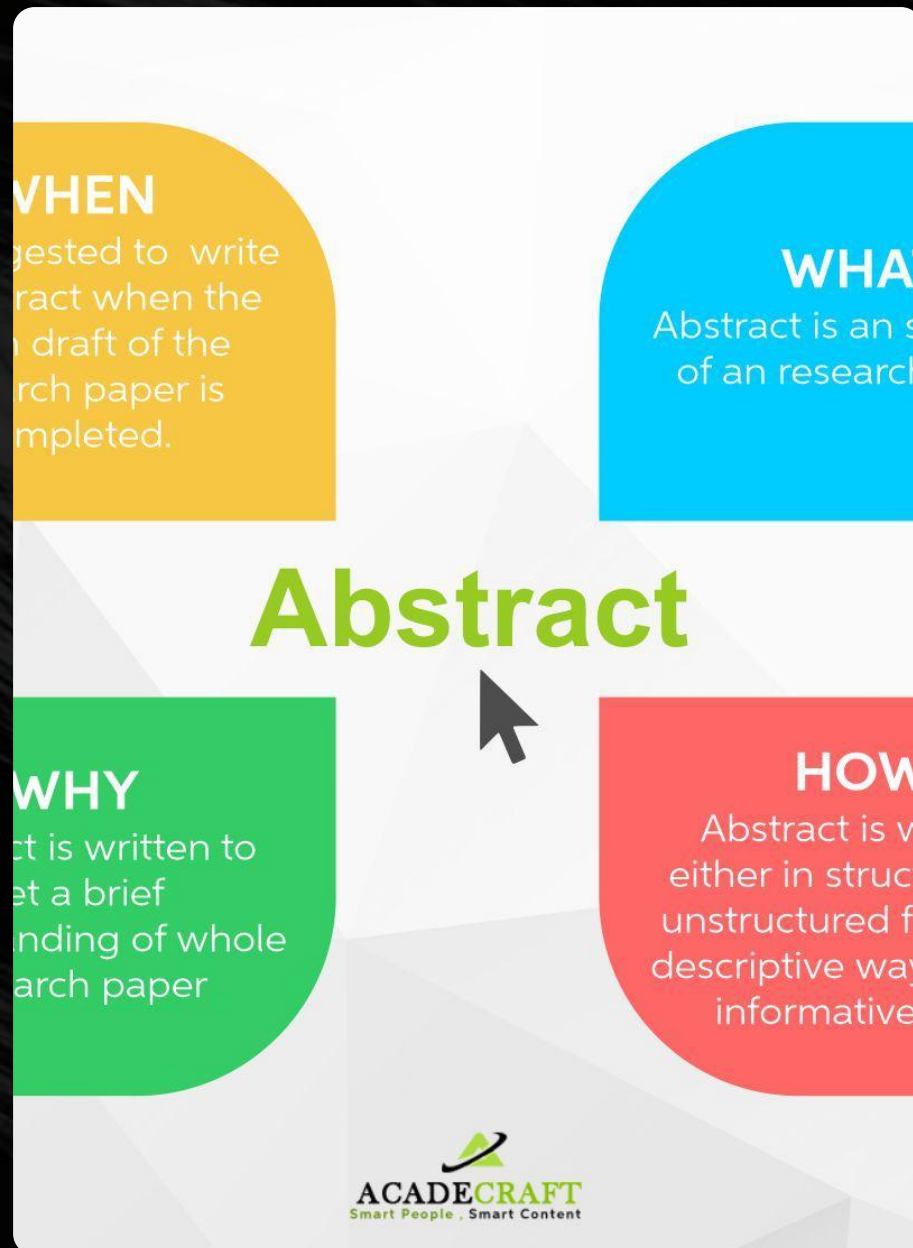 WHEN
gested to write
ract when the
draft of the
rch paper is
mpleted.
WHAT
Abstract is an s
of an research
Abstract
WHY
ct is written to
et a brief
nding of whole
arch paper
HOW
Abstract is w
either in struc
unstructured f
descriptive way
informative
ACADECRAFT
Smart People , Smart Content